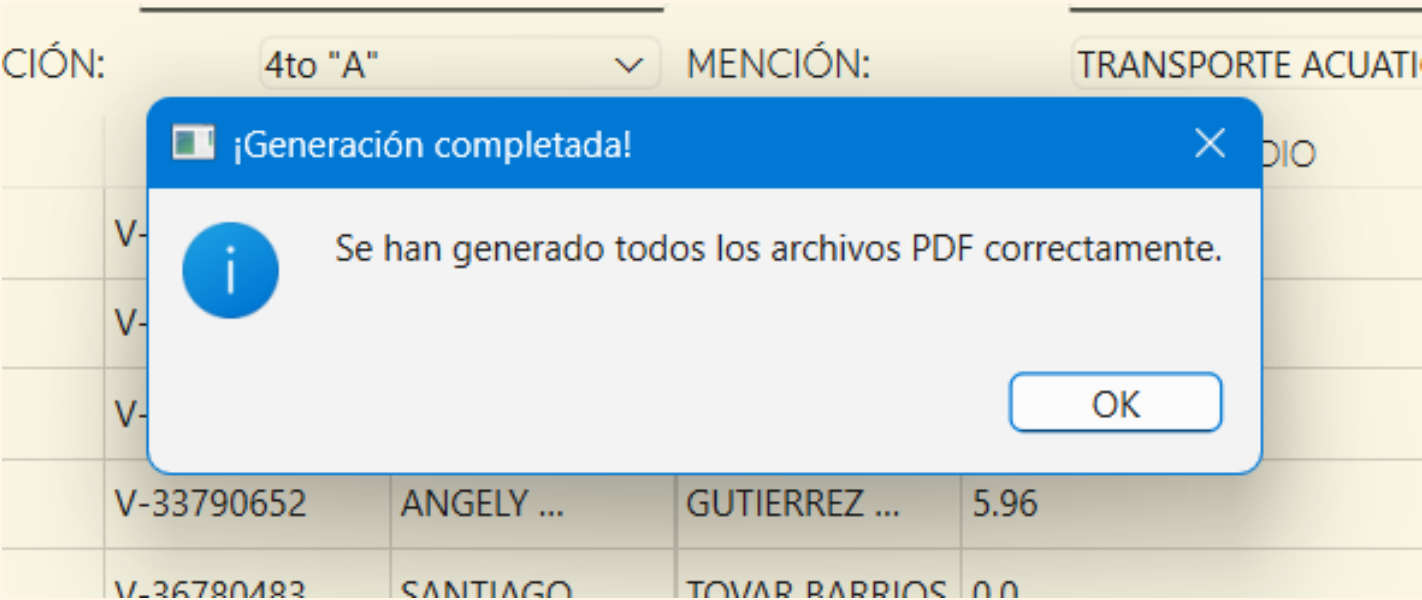 CIÓN:
4to "A"
MENCIÓN:
TRANSPORTE ACUATI
¡Generación completada!
DIO
V-
Se han generado todos los archivos PDF correctamente.
V-
V-
OK
V-33790652 ANGELY ... GUTIERREZ ... 5.96
V-36780483 SANTIAGO TOVAR BARRIOS 0.0